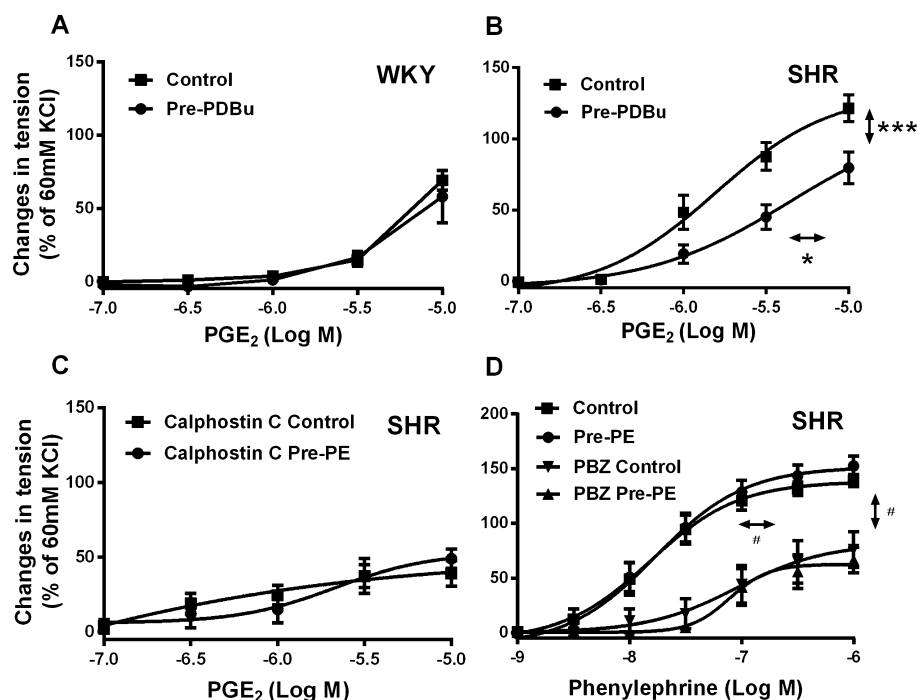 A
WKY
Control
Pre-PDBu
Changes in tension
(% of 60mM KCl)
150
100
50
0
-7.0 -6.5 -6.0 -5.5 -5.0
PGE2 (Log M)
B
SHR
Control
Pre-PDBu
150
100
50
0
***
*
-7.0 -6.5 -6.0 -5.5 -5.0
PGE2 (Log M)
C
SHR
Calphostin C Control
Calphostin C Pre-PE
Changes in tension
(% of 60mM KCl)
150
100
50
0
-7.0 -6.5 -6.0 -5.5 -5.0
PGE2 (Log M)
D
SHR
Control
Pre-PE
PBZ Control
PBZ Pre-PE
200
150
100
50
0
#
#
-9 -8 -7 -6
Phenylephrine (Log M)